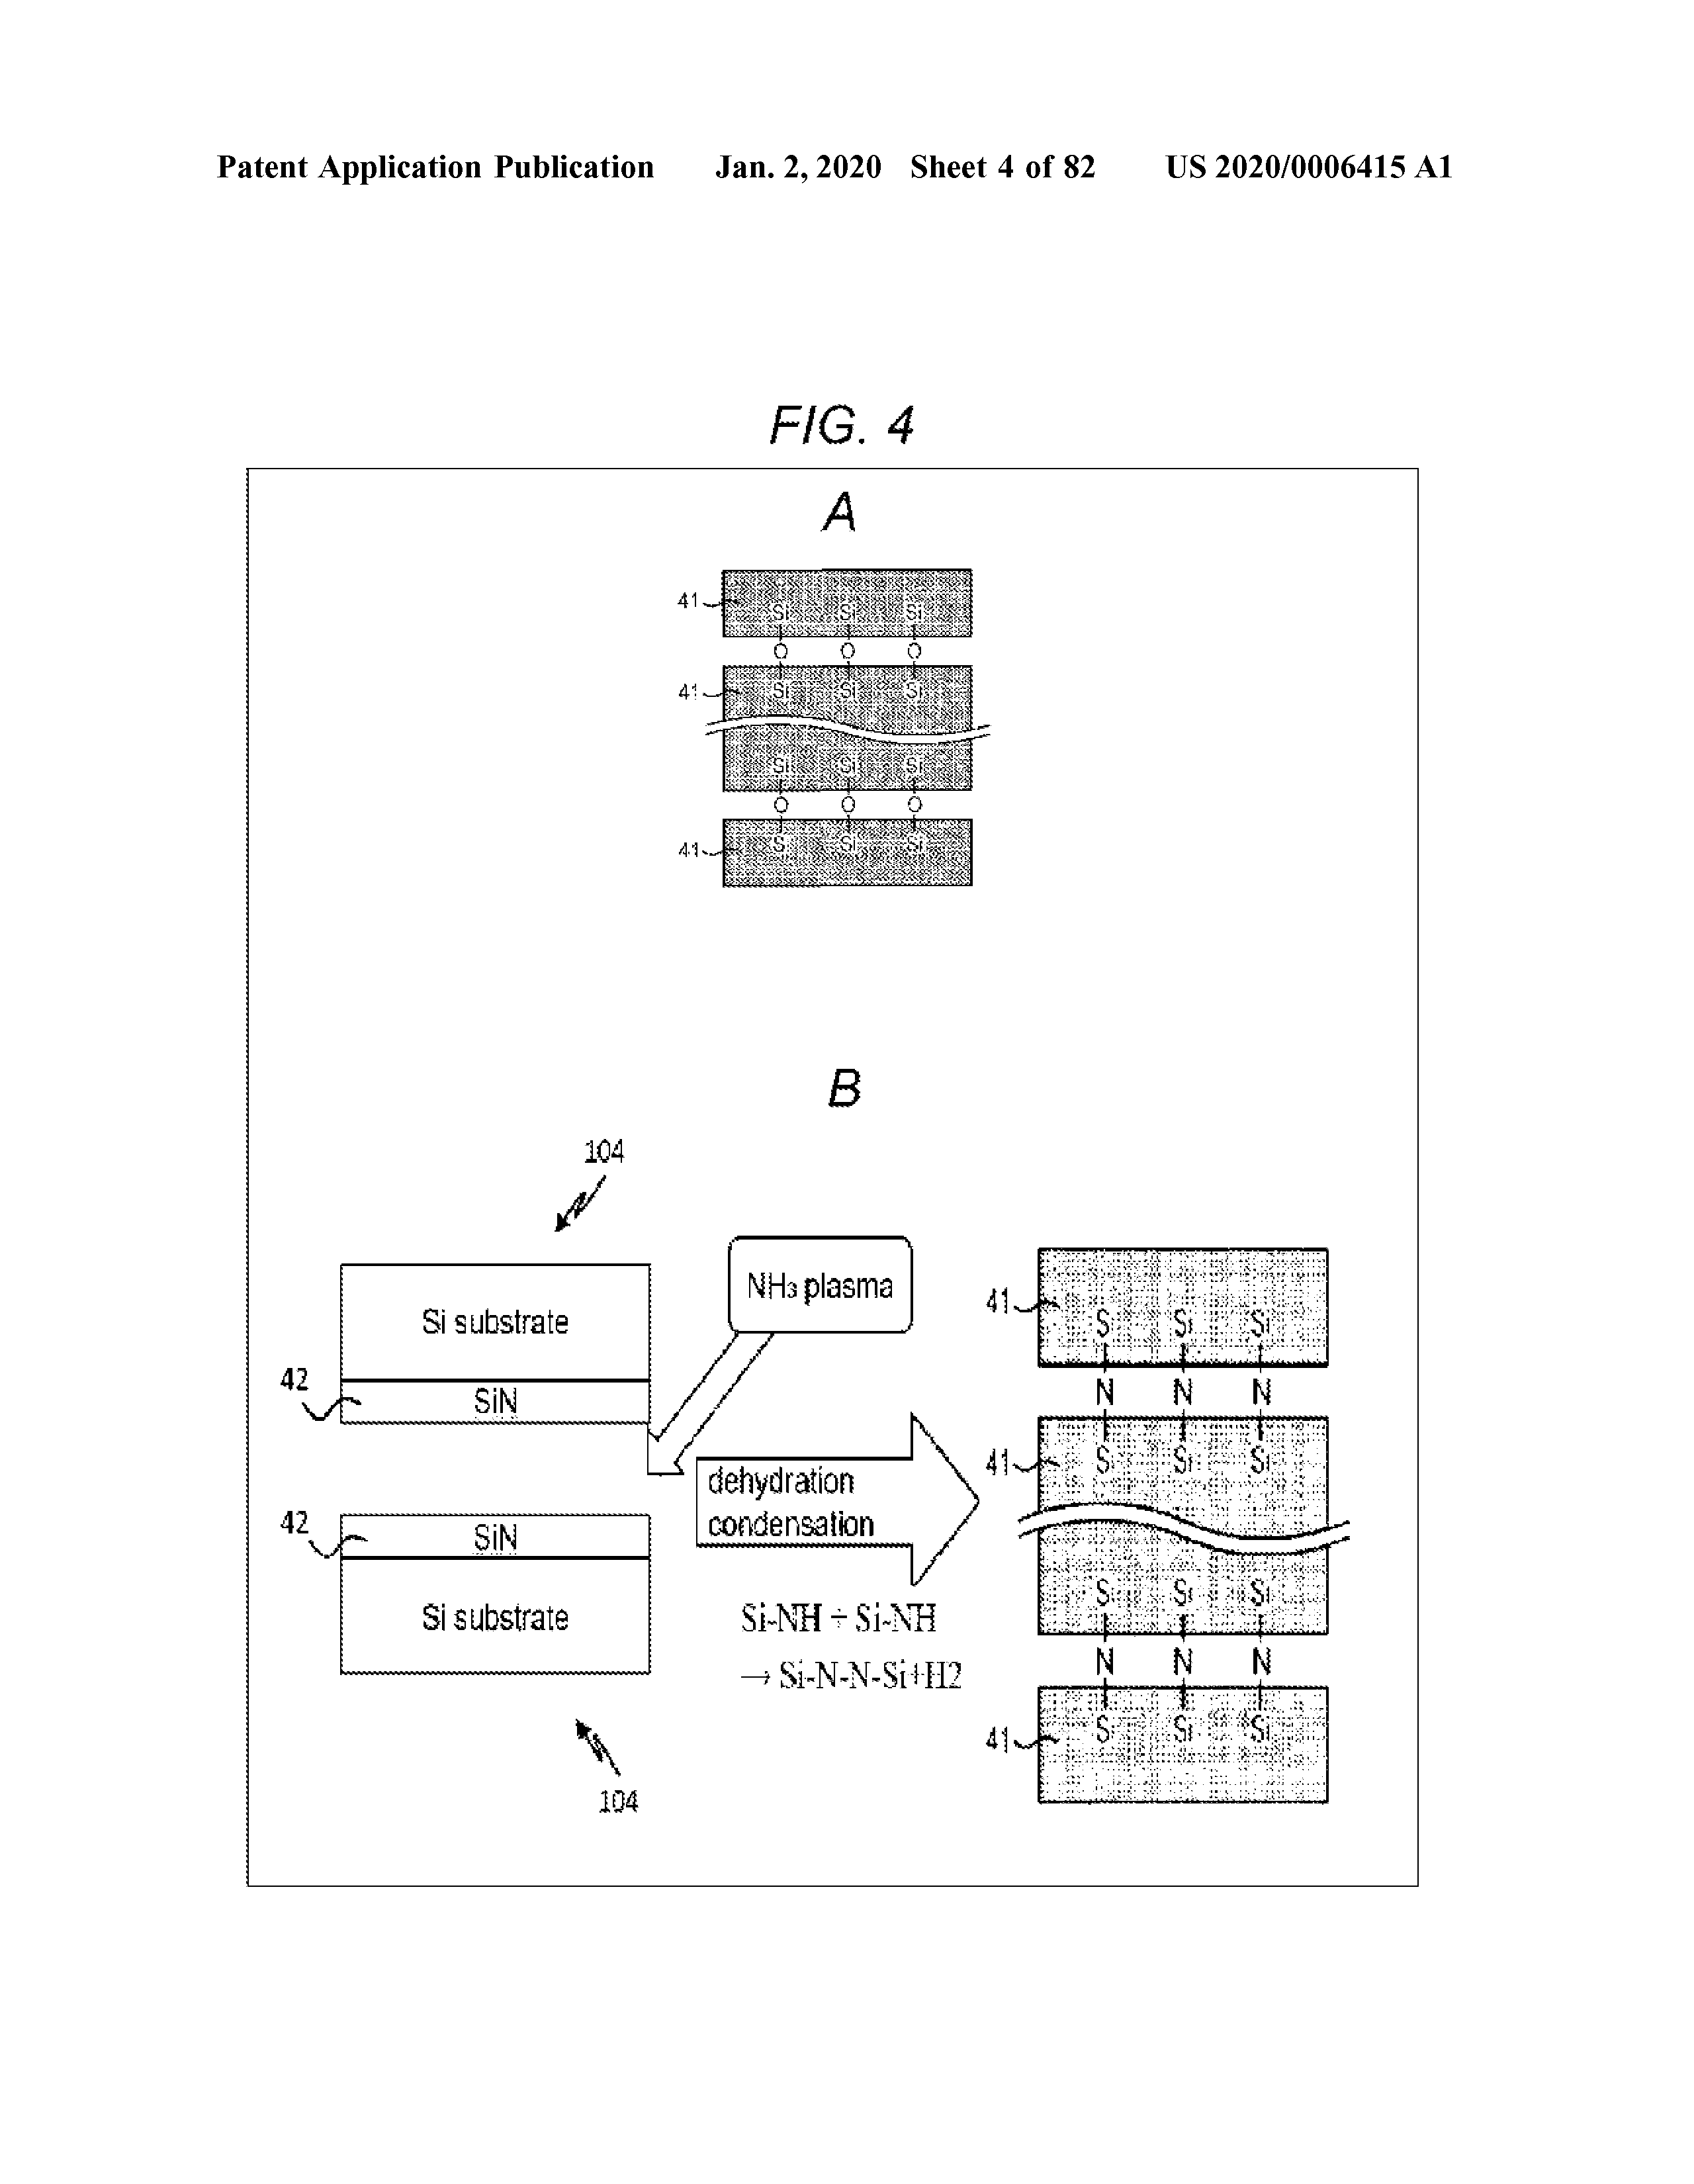 Patent Application Publication Jan. 2, 2020 Sheet 4 of 82 US 2020/0006415 A1
FIG. 4
A
41
Si Si Si
O O O
41
Si Si Si
Si Si Si
O O O
41
Si Si Si
B
104
Si substrate
42
SiN
42
SiN
Si substrate
104
NH3 plasma
dehydration
condensation
Si-NH + Si-NH
→ Si-N-N-Si+H2
41
Si Si Si
N N N
41
Si Si Si
Si Si Si
N N N
41
Si Si Si